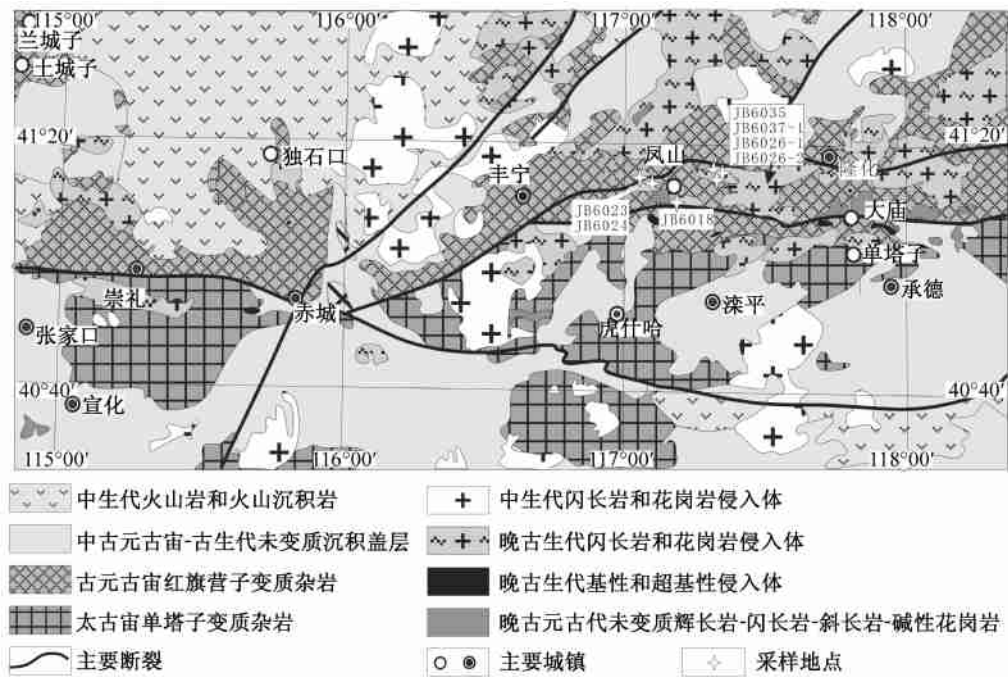 115°00′
116°00′
117°00′
118°00′
兰城子
土城子
41°20′
独石口
丰宁
凤山
JB6035
JB6037-1
JB6026-1
JB6026-2
41°20′
隆化
JB6023
JB6024
JB6018
大庙
单塔子
崇礼
赤城
张家口
虎什哈
滦平
承德
40°40′
宣化
40°40′
115°00′
116°00′
117°00′
118°00′
中生代火山岩和火山沉积岩
中生代闪长岩和花岗岩侵入体
中古元古宙-古生代未变质沉积盖层
晚古生代闪长岩和花岗岩侵入体
古元古宙红旗营子变质杂岩
晚古生代基性和超基性侵入体
太古宙单塔子变质杂岩
晚古元古代未变质辉长岩-闪长岩-斜长岩-碱性花岗岩
主要断裂
主要城镇
采样地点